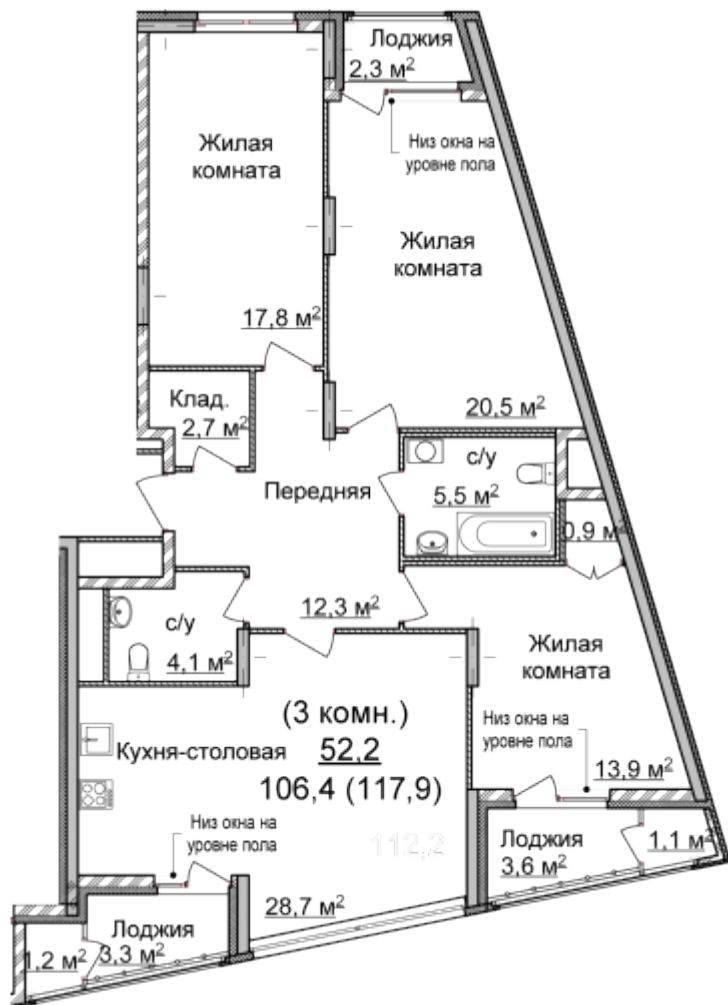 Лоджия
2,3 м²
Жилая
комната
Низ окна на
уровне пола
Жилая
комната
17,8 м²
20,5 м²
Клад.
2,7 м²
с/у
5,5 м²
Передняя
0,9 м²
12,3 м²
с/у
4,1 м²
Жилая
комната
(3 комн.)
52,2
106,4 (117,9)
Кухня-столовая
Низ окна на
уровне пола
13,9 м²
Низ окна на
уровне пола
112,2
Лоджия
3,6 м²
1,1 м²
28,7 м²
Лоджия
3,3 м²
1,2 м²